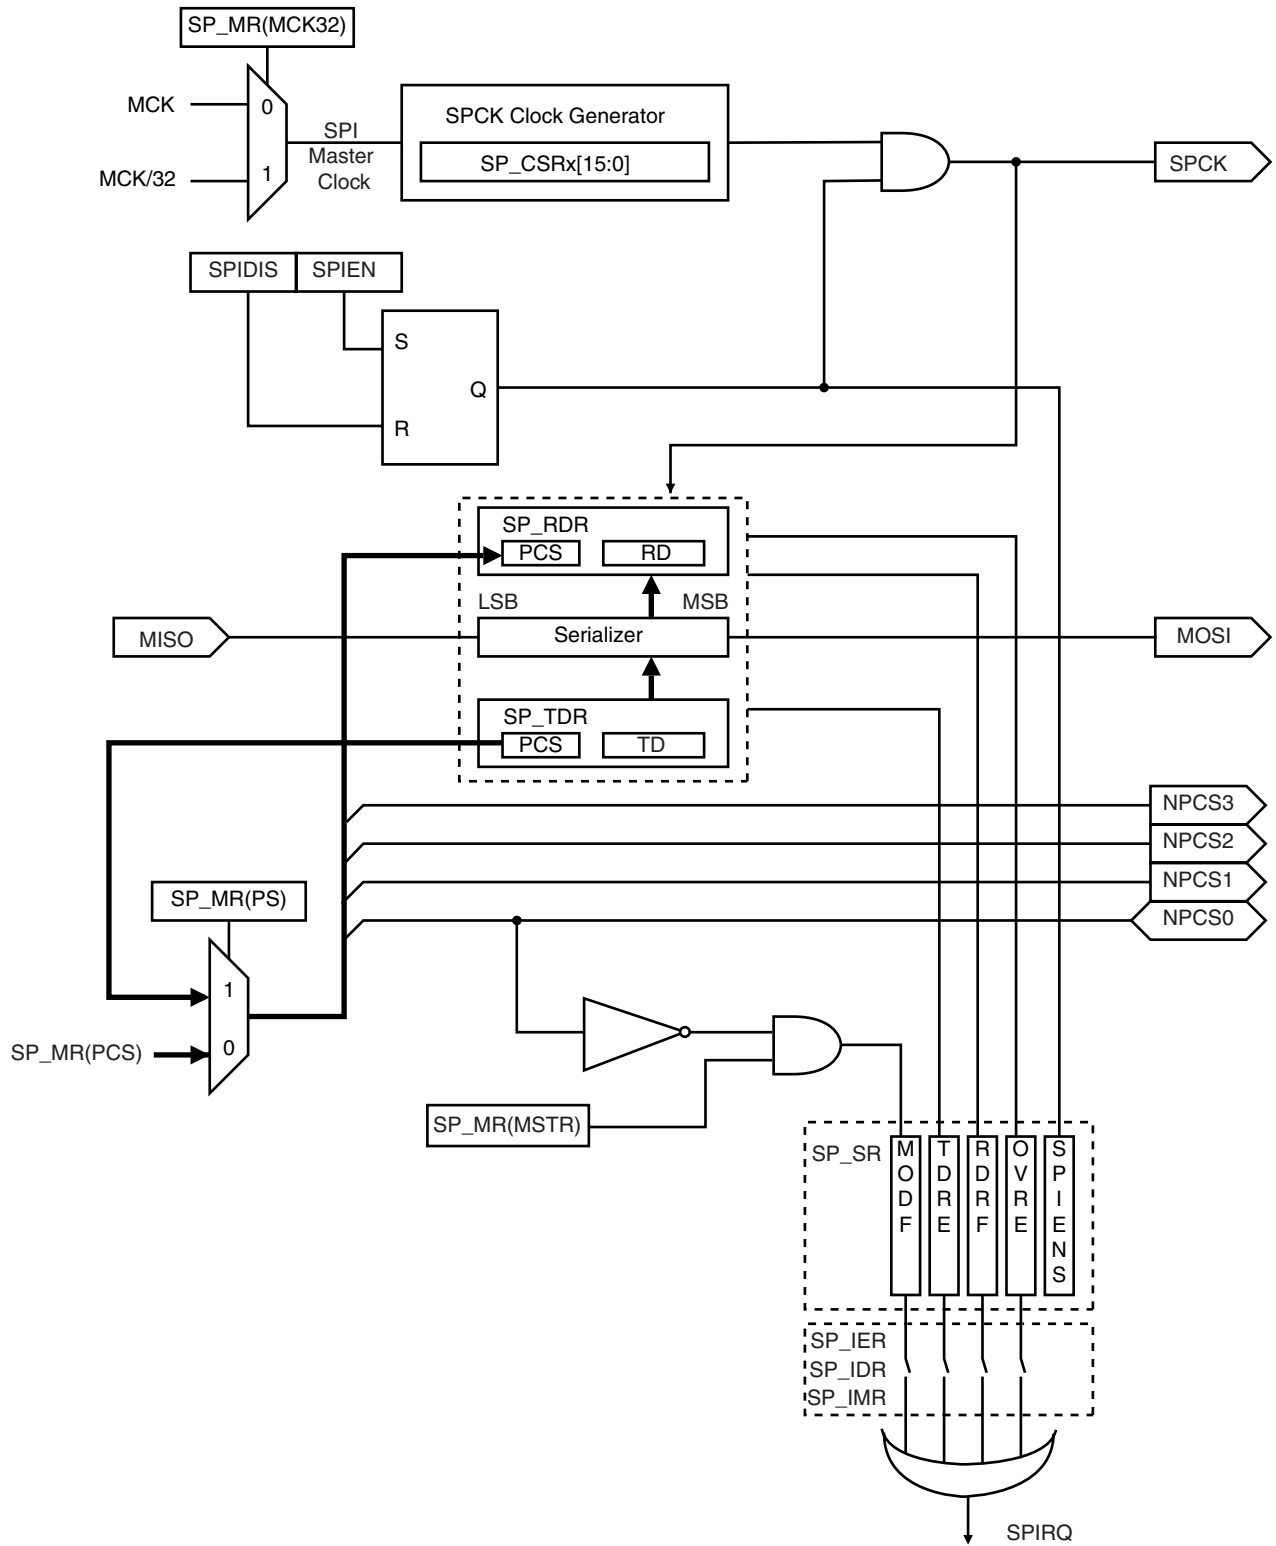 SP_MR(MCK32)
MCK
0
MCK/32
1
SPI
Master
Clock
SPCK Clock Generator
SP_CSRx[15:0]
SPCK
SPIDIS
SPIEN
S
Q
R
SP_RDR
PCS
RD
LSB
MSB
MISO
Serializer
MOSI
SP_TDR
PCS
TD
NPCS3
NPCS2
NPCS1
NPCS0
SP_MR(PS)
1
0
SP_MR(PCS)
SP_MR(MSTR)
SP_SR
MODF
TDRE
RDRF
OVRE
SPIENS
SP_IER
SP_IDR
SP_IMR
SPIRQ